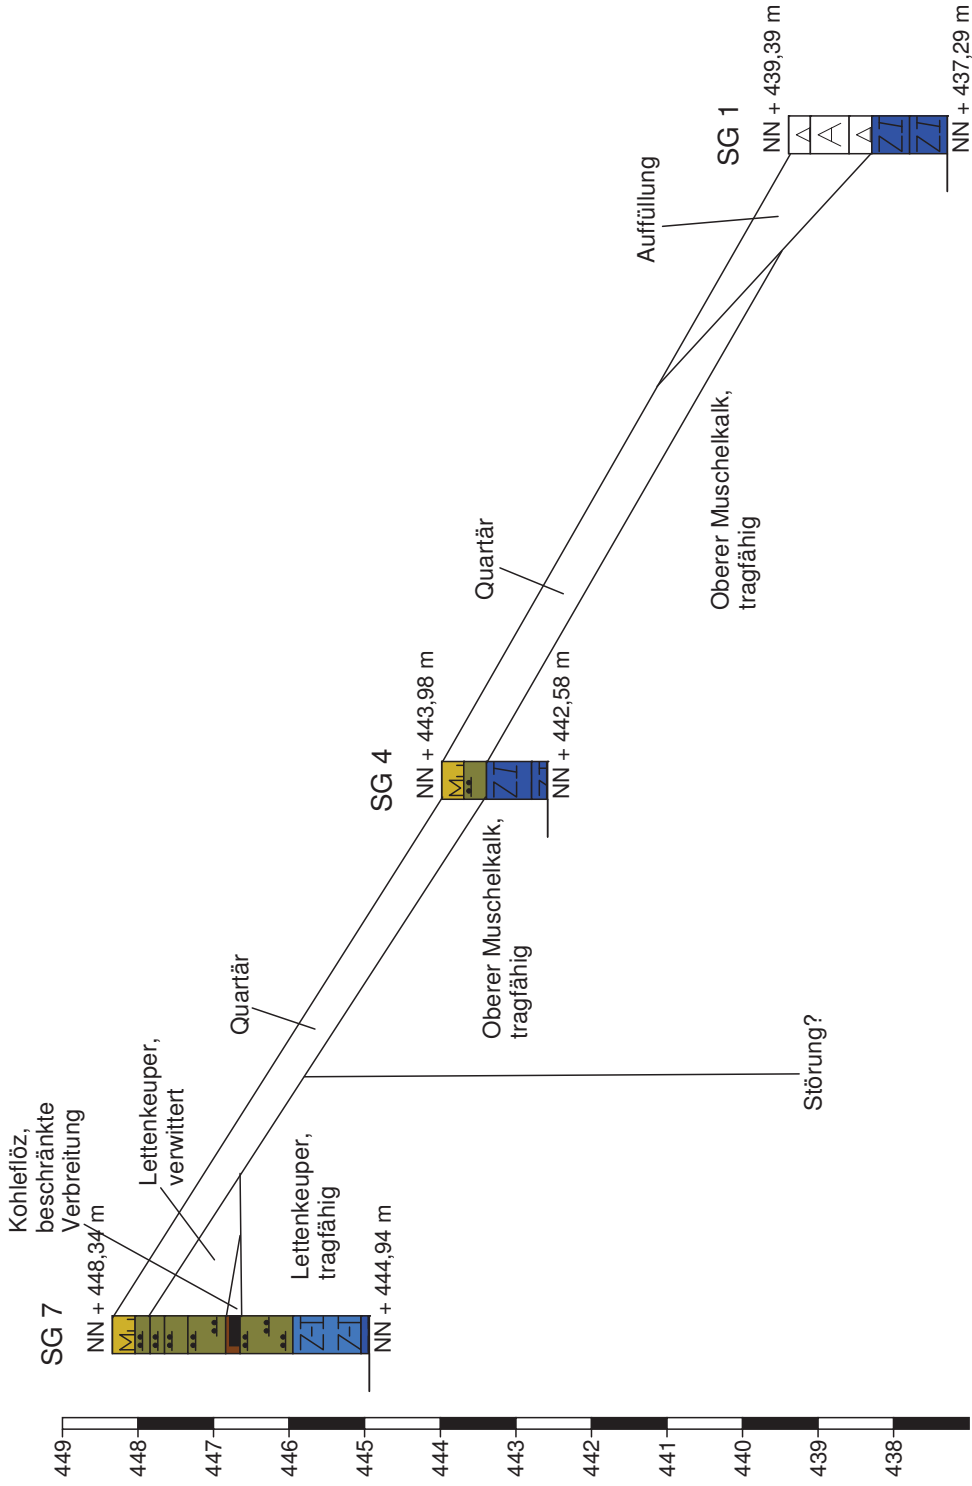 SG 7
NN + 448,34 m
NN + 444,94 m
Kohleflöz,
beschränkte
Verbreitung
Lettenkeuper,
verwittert
Lettenkeuper,
tragfähig
Quartär
Störung?
Oberer Muschelkalk,
tragfähig
SG 4
NN + 443,98 m
NN + 442,58 m
Quartär
Oberer Muschelkalk,
tragfähig
Auffüllung
SG 1
NN + 439,39 m
NN + 437,29 m
A
A
A
449
448
447
446
445
444
443
442
441
440
439
438